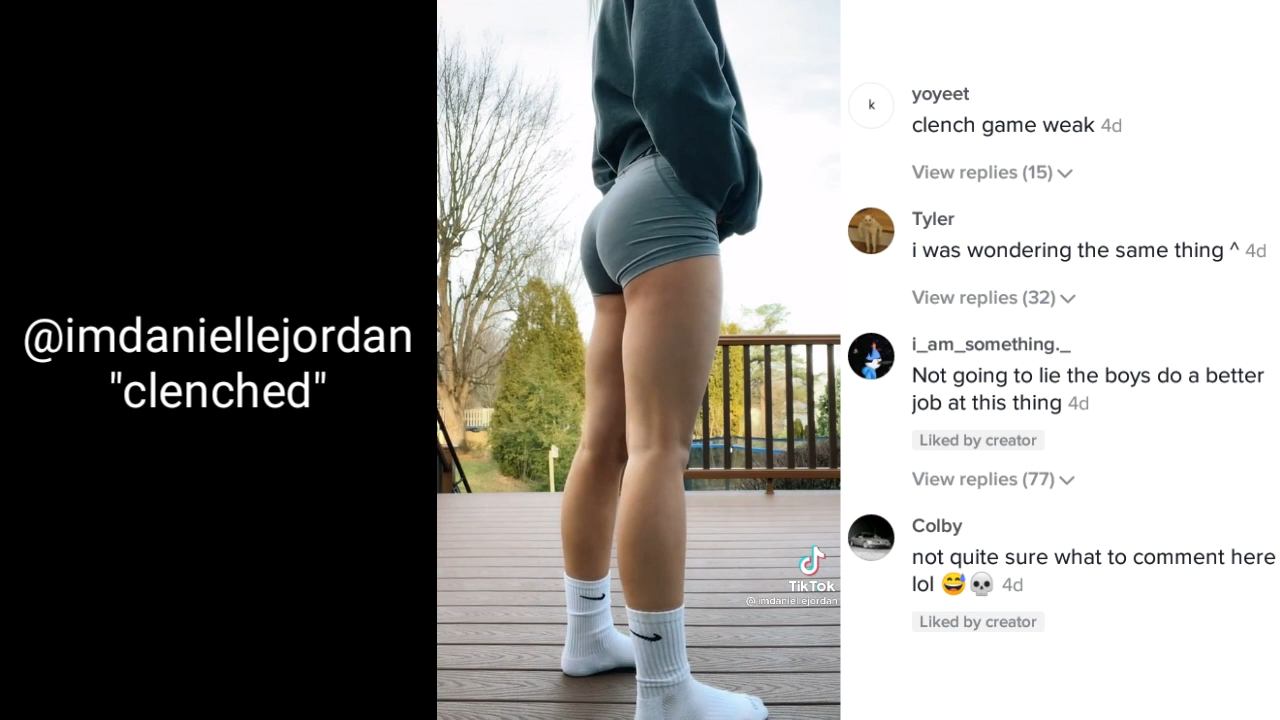 @imdaniellejordan
"clenched"
TikTok
@imdaniellejordan
k
yoyeet
clench game weak 4d
View replies (15)
Tyler
i was wondering the same thing ^ 4d
View replies (32)
i_am_something._
Not going to lie the boys do a better
job at this thing 4d
Liked by creator
View replies (77)
Colby
not quite sure what to comment here
lol 😅💀 4d
Liked by creator